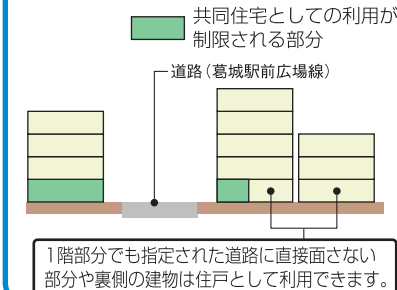 共同住宅としての利用が
制限される部分
道路（葛城駅前広場線）
1階部分でも指定された道路に直接面さない
部分や裏側の建物は住戸として利用できます。